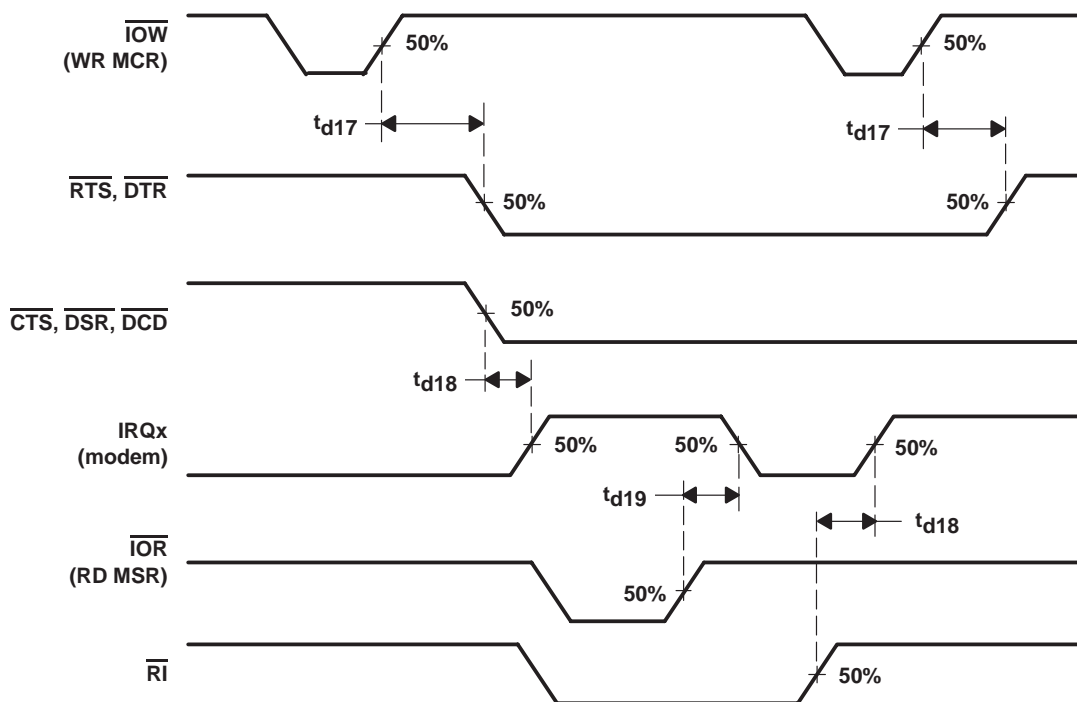 IOW
(WR MCR)
50%
50%
td17
td17
RTS, DTR
50%
50%
CTS, DSR, DCD
50%
td18
IRQx
(modem)
50%
50%
50%
td19
td18
IOR
(RD MSR)
50%
RI
50%